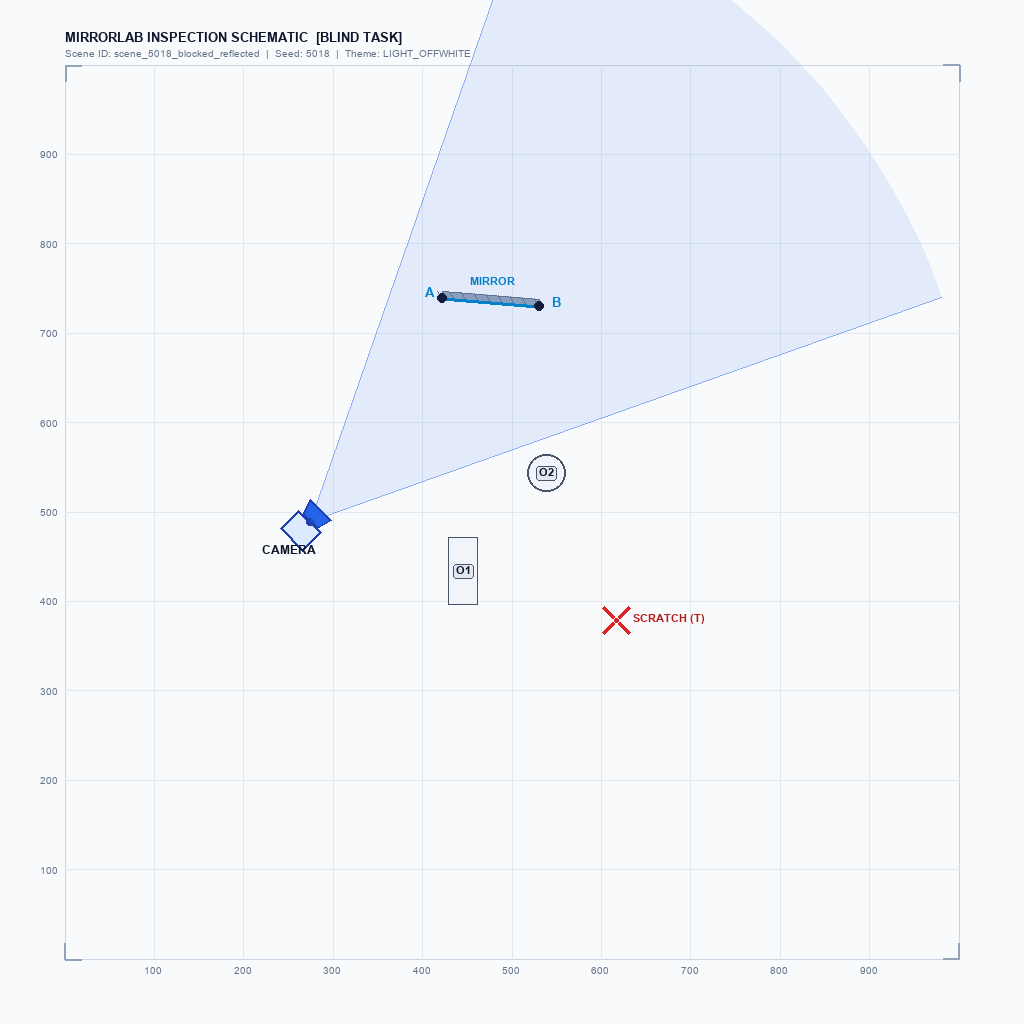 MIRRORLAB INSPECTION SCHEMATIC [BLIND TASK]
Scene ID: scene_5018_blocked_reflected | Seed: 5018 | Theme: LIGHT_OFFWHITE
900
800
MIRROR
A
B
700
600
O2
500
CAMERA
O1
400
SCRATCH (T)
300
200
100
100 200 300 400 500 600 700 800 900